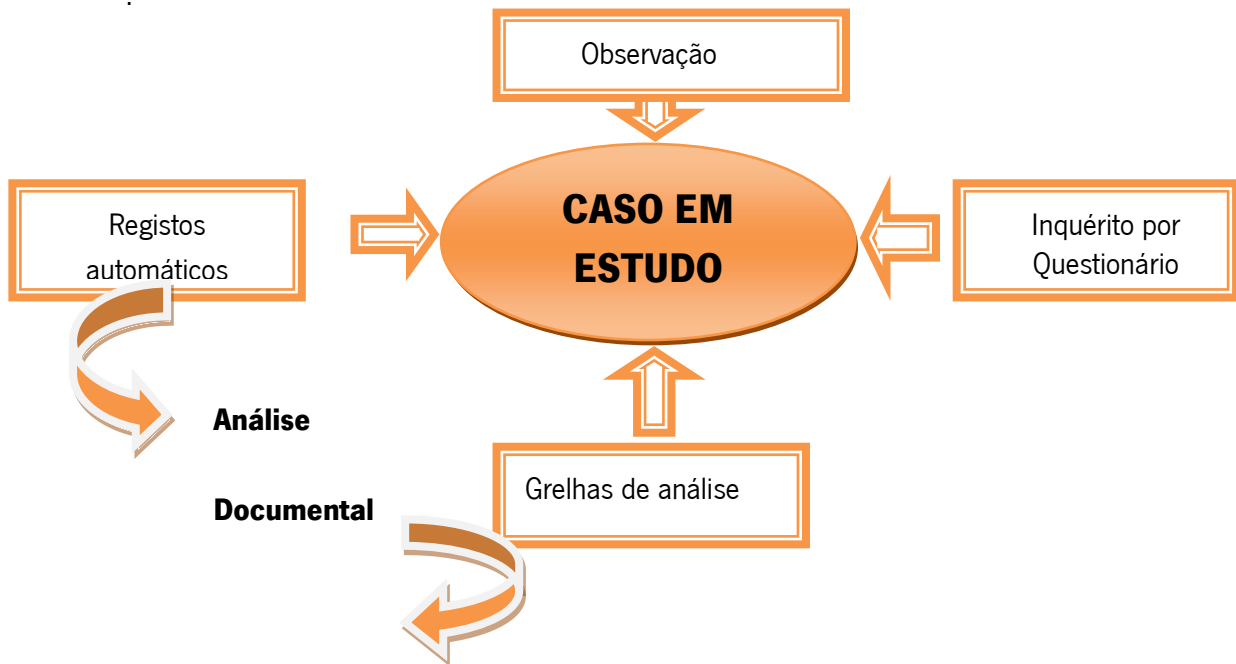 Observação
CASO EM
ESTUDO
Registos
automáticos
Inquérito por
Questionário
Análise
Documental
Grelhas de análise